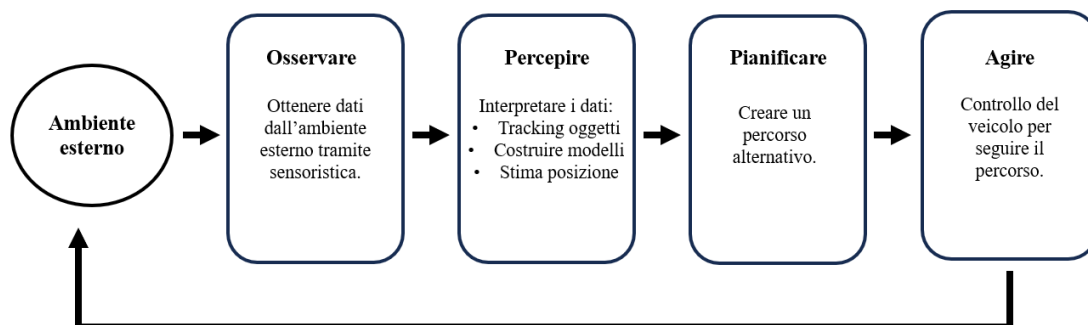 Ambiente
esterno
Osservare
Ottenere dati
dall'ambiente
esterno tramite
sensoristica.
Percepire
Interpretare i dati:
• Tracking oggetti
• Costruire modelli
• Stima posizione
Pianificare
Creare un
percorso
alternativo.
Agire
Controllo del
veicolo per
seguire il
percorso.